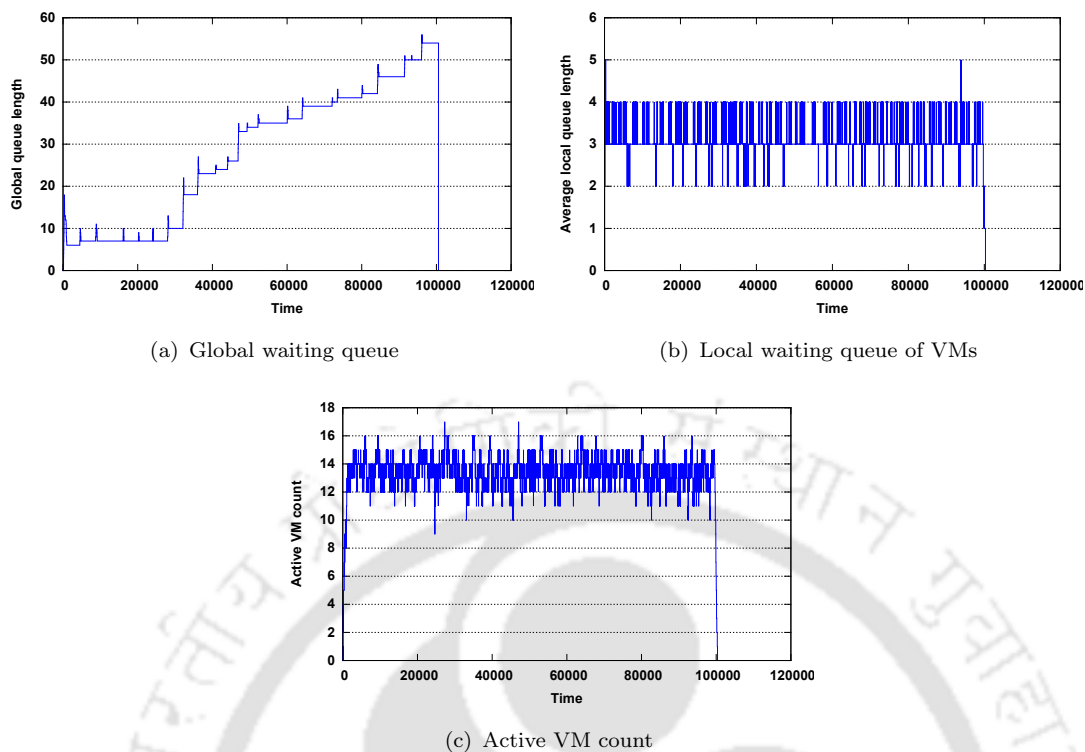 60
50
40
30
20
10
0
Global queue length
0 20000 40000 60000 80000 100000 120000
Time
(a) Global waiting queue
6
5
4
3
2
1
0
Average local queue length
0 20000 40000 60000 80000 100000 120000
Time
(b) Local waiting queue of VMs
18
16
14
12
10
8
6
4
2
0
Active VM count
0 20000 40000 60000 80000 100000 120000
Time
(c) Active VM count